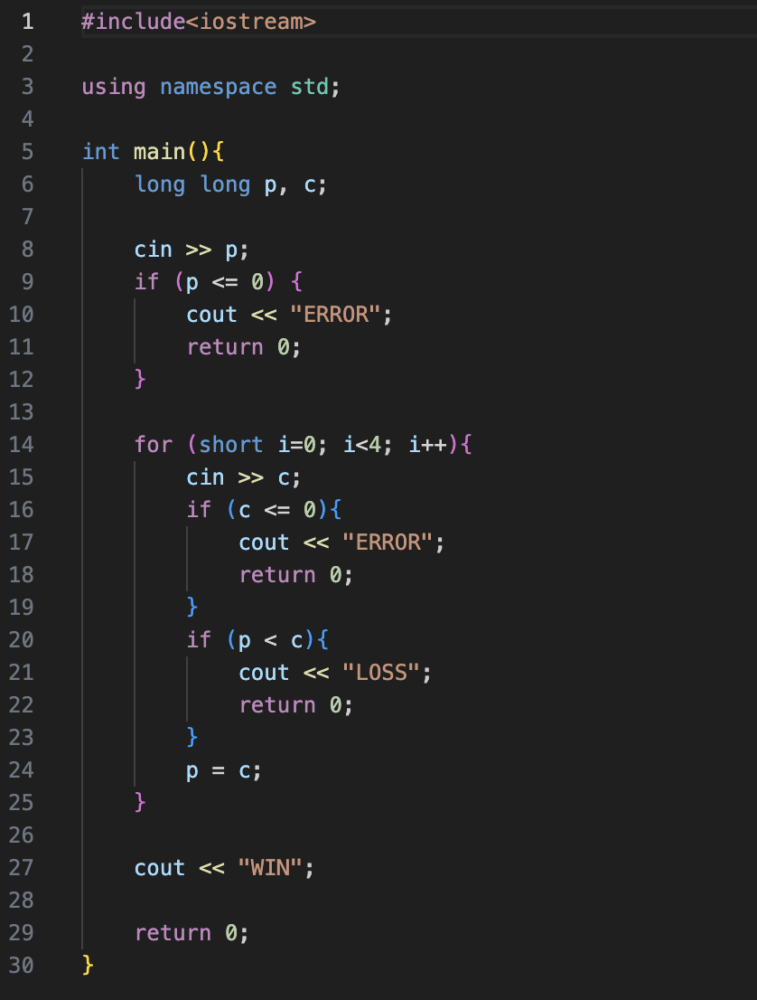 1 #include<iostream>
2
3 using namespace std;
4
5 int main(){
6     long long p, c;
7
8     cin >> p;
9     if (p <= 0) {
10         cout << "ERROR";
11         return 0;
12     }
13
14     for (short i=0; i<4; i++){
15         cin >> c;
16         if (c <= 0){
17             cout << "ERROR";
18             return 0;
19         }
20         if (p < c){
21             cout << "LOSS";
22             return 0;
23         }
24         p = c;
25     }
26
27     cout << "WIN";
28
29     return 0;
30 }